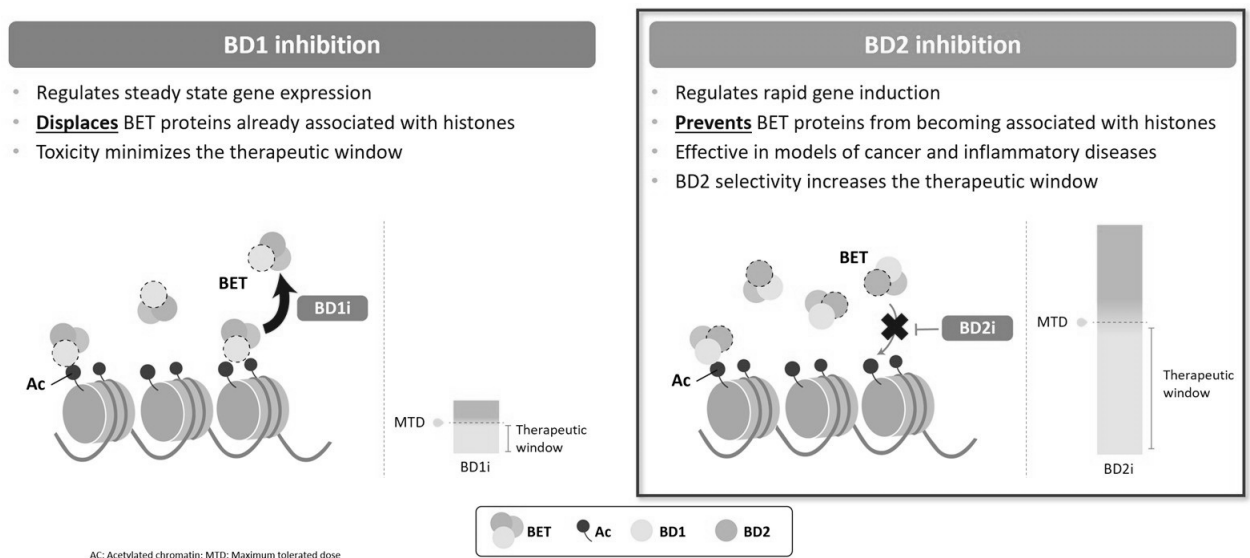 BD1 inhibition
Regulates steady state gene expression
Displaces BET proteins already associated with histones
Toxicity minimizes the therapeutic window
BET
BD1i
Ac
MTD
Therapeutic
window
BD1i
BD2 inhibition
Regulates rapid gene induction
Prevents BET proteins from becoming associated with histones
Effective in models of cancer and inflammatory diseases
BD2 selectivity increases the therapeutic window
BET
BD2i
Ac
MTD
Therapeutic
window
BD2i
BET Ac BD1 BD2
AC: Acetylated chromatin; MTD: Maximum tolerated dose